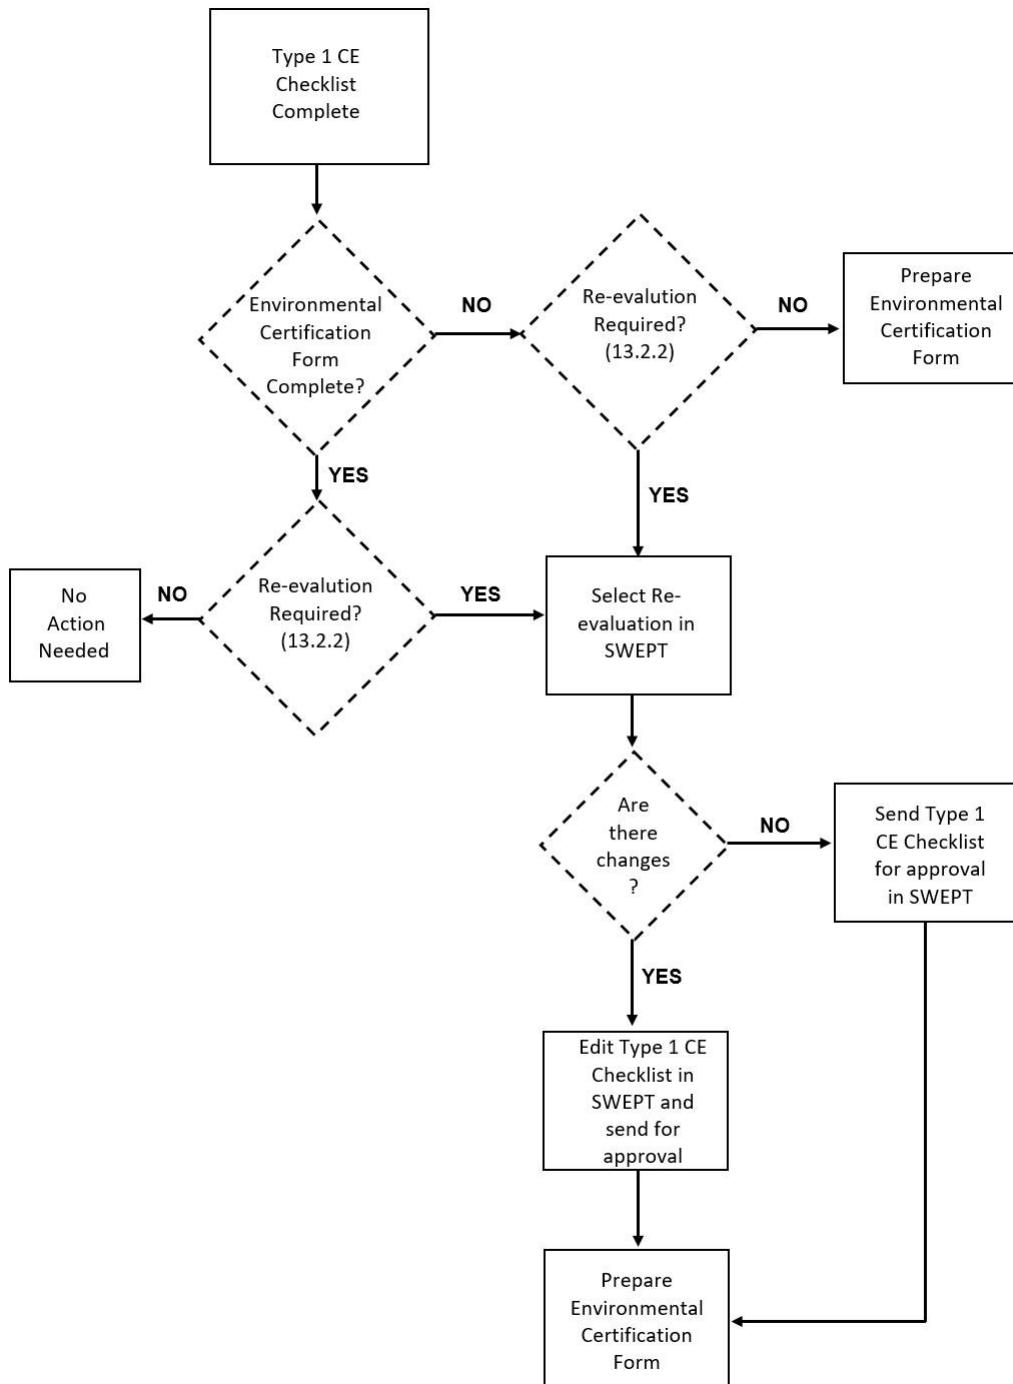 Type 1 CE
Checklist
Complete
Environmental
Certification
Form
Complete?
NO
Re-evalution
Required?
(13.2.2)
NO
Prepare
Environmental
Certification
Form
YES
YES
No
Action
Needed
NO
Re-evalution
Required?
(13.2.2)
YES
Select Re-
evaluation in
SWEPT
Are
there
changes
?
NO
Send Type 1
CE Checklist
for approval
in SWEPT
YES
Edit Type 1 CE
Checklist in
SWEPT and
send for
approval
Prepare
Environmental
Certification
Form